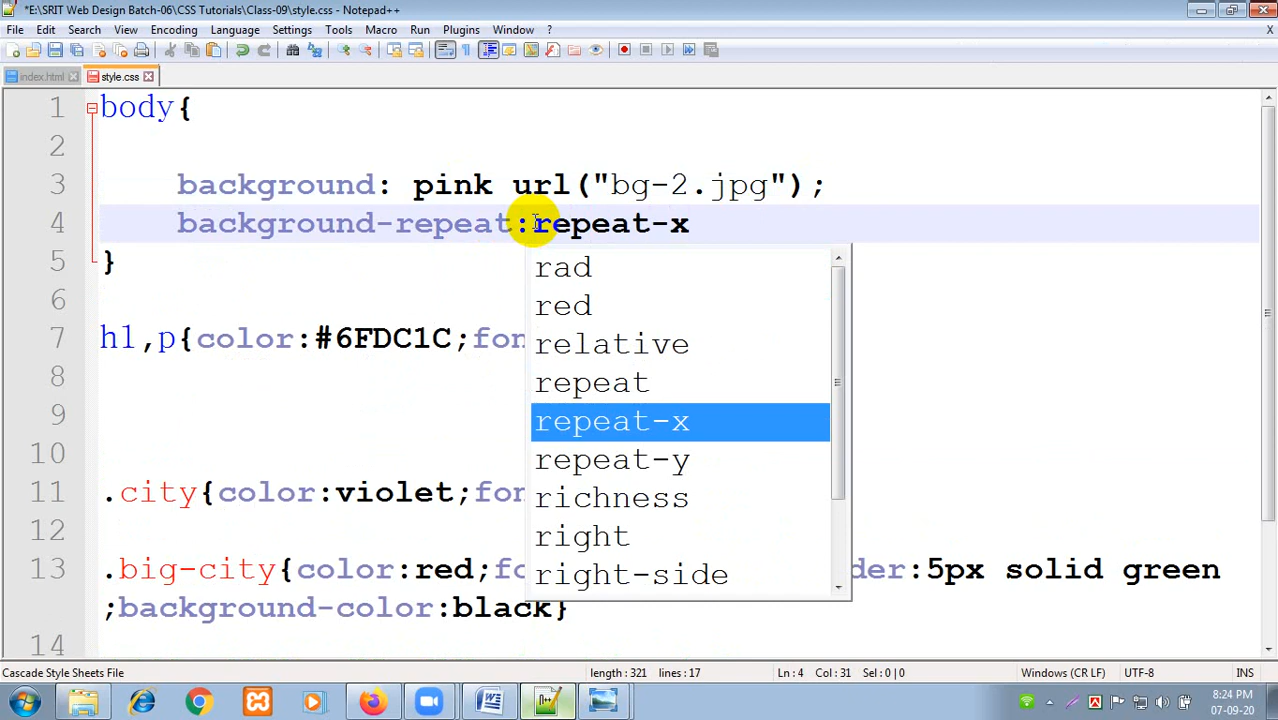 *E:\SRIT Web Design Batch-06\CSS Tutorials\Class-09\style.css - Notepad++
File Edit Search View Encoding Language Settings Tools Macro Run Plugins Window ? X
index.html style.css
1 body{
2
3 background: pink url("bg-2.jpg");
4 background-repeat:repeat-x
5 }
rad
6
red
7 h1,p{color:#6FDC1C;fon
relative
8
repeat
9
repeat-x
10
repeat-y
11 .city{color:violet;fon
richness
12
right
13 .big-city{color:red;fo der:5px solid green
right-side
;background-color:black}
14
Cascade Style Sheets File length : 321 lines : 17 Ln : 4 Col : 31 Sel : 0 | 0 Windows (CR LF) UTF-8 INS
8:24 PM
07-09-20